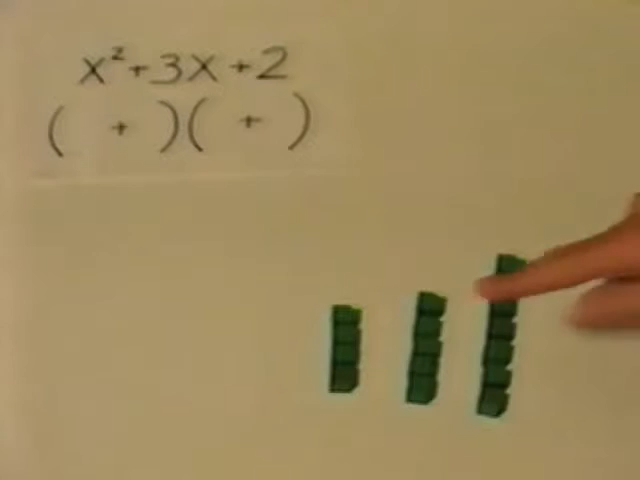 x²+3x+2
( + )( + )